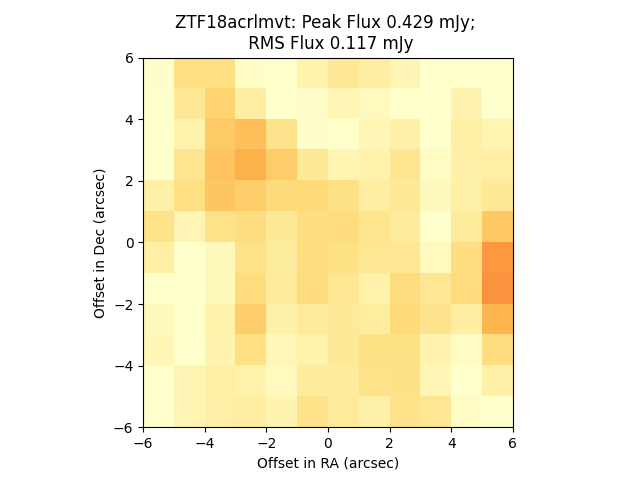 ZTF18acrlmvt: Peak Flux 0.429 mJy;
RMS Flux 0.117 mJy
6
4
2
0
−2
−4
−6
Offset in Dec (arcsec)
−6 −4 −2 0 2 4 6
Offset in RA (arcsec)